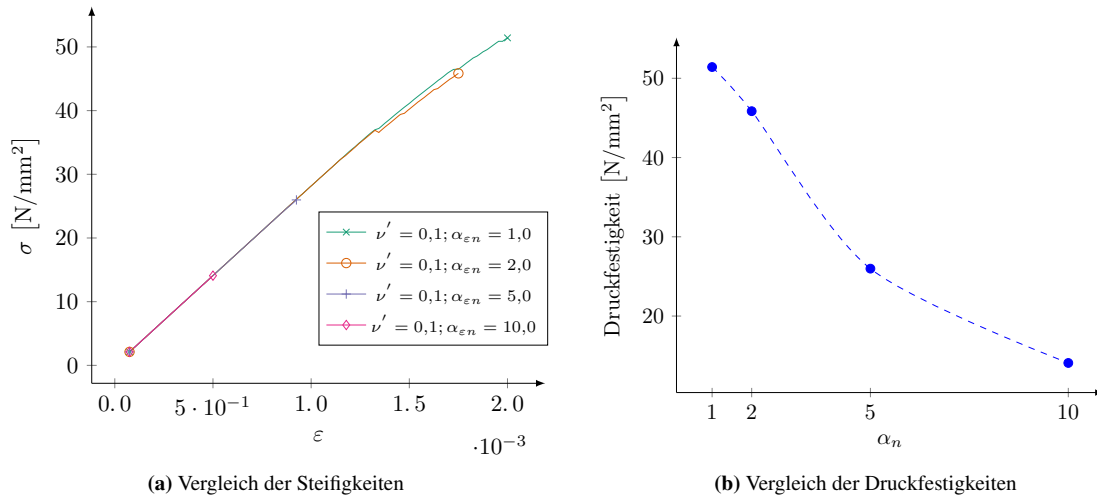 σ [N/mm²]
50
40
30
20
10
0
0.0
5 · 10⁻¹
1.0
1.5
2.0
ε
·10⁻³
ν′ = 0,1; α_εn = 1,0
ν′ = 0,1; α_εn = 2,0
ν′ = 0,1; α_εn = 5,0
ν′ = 0,1; α_εn = 10,0
(a) Vergleich der Steifigkeiten
Druckfestigkeit [N/mm²]
50
40
30
20
1
2
5
10
α_n
(b) Vergleich der Druckfestigkeiten